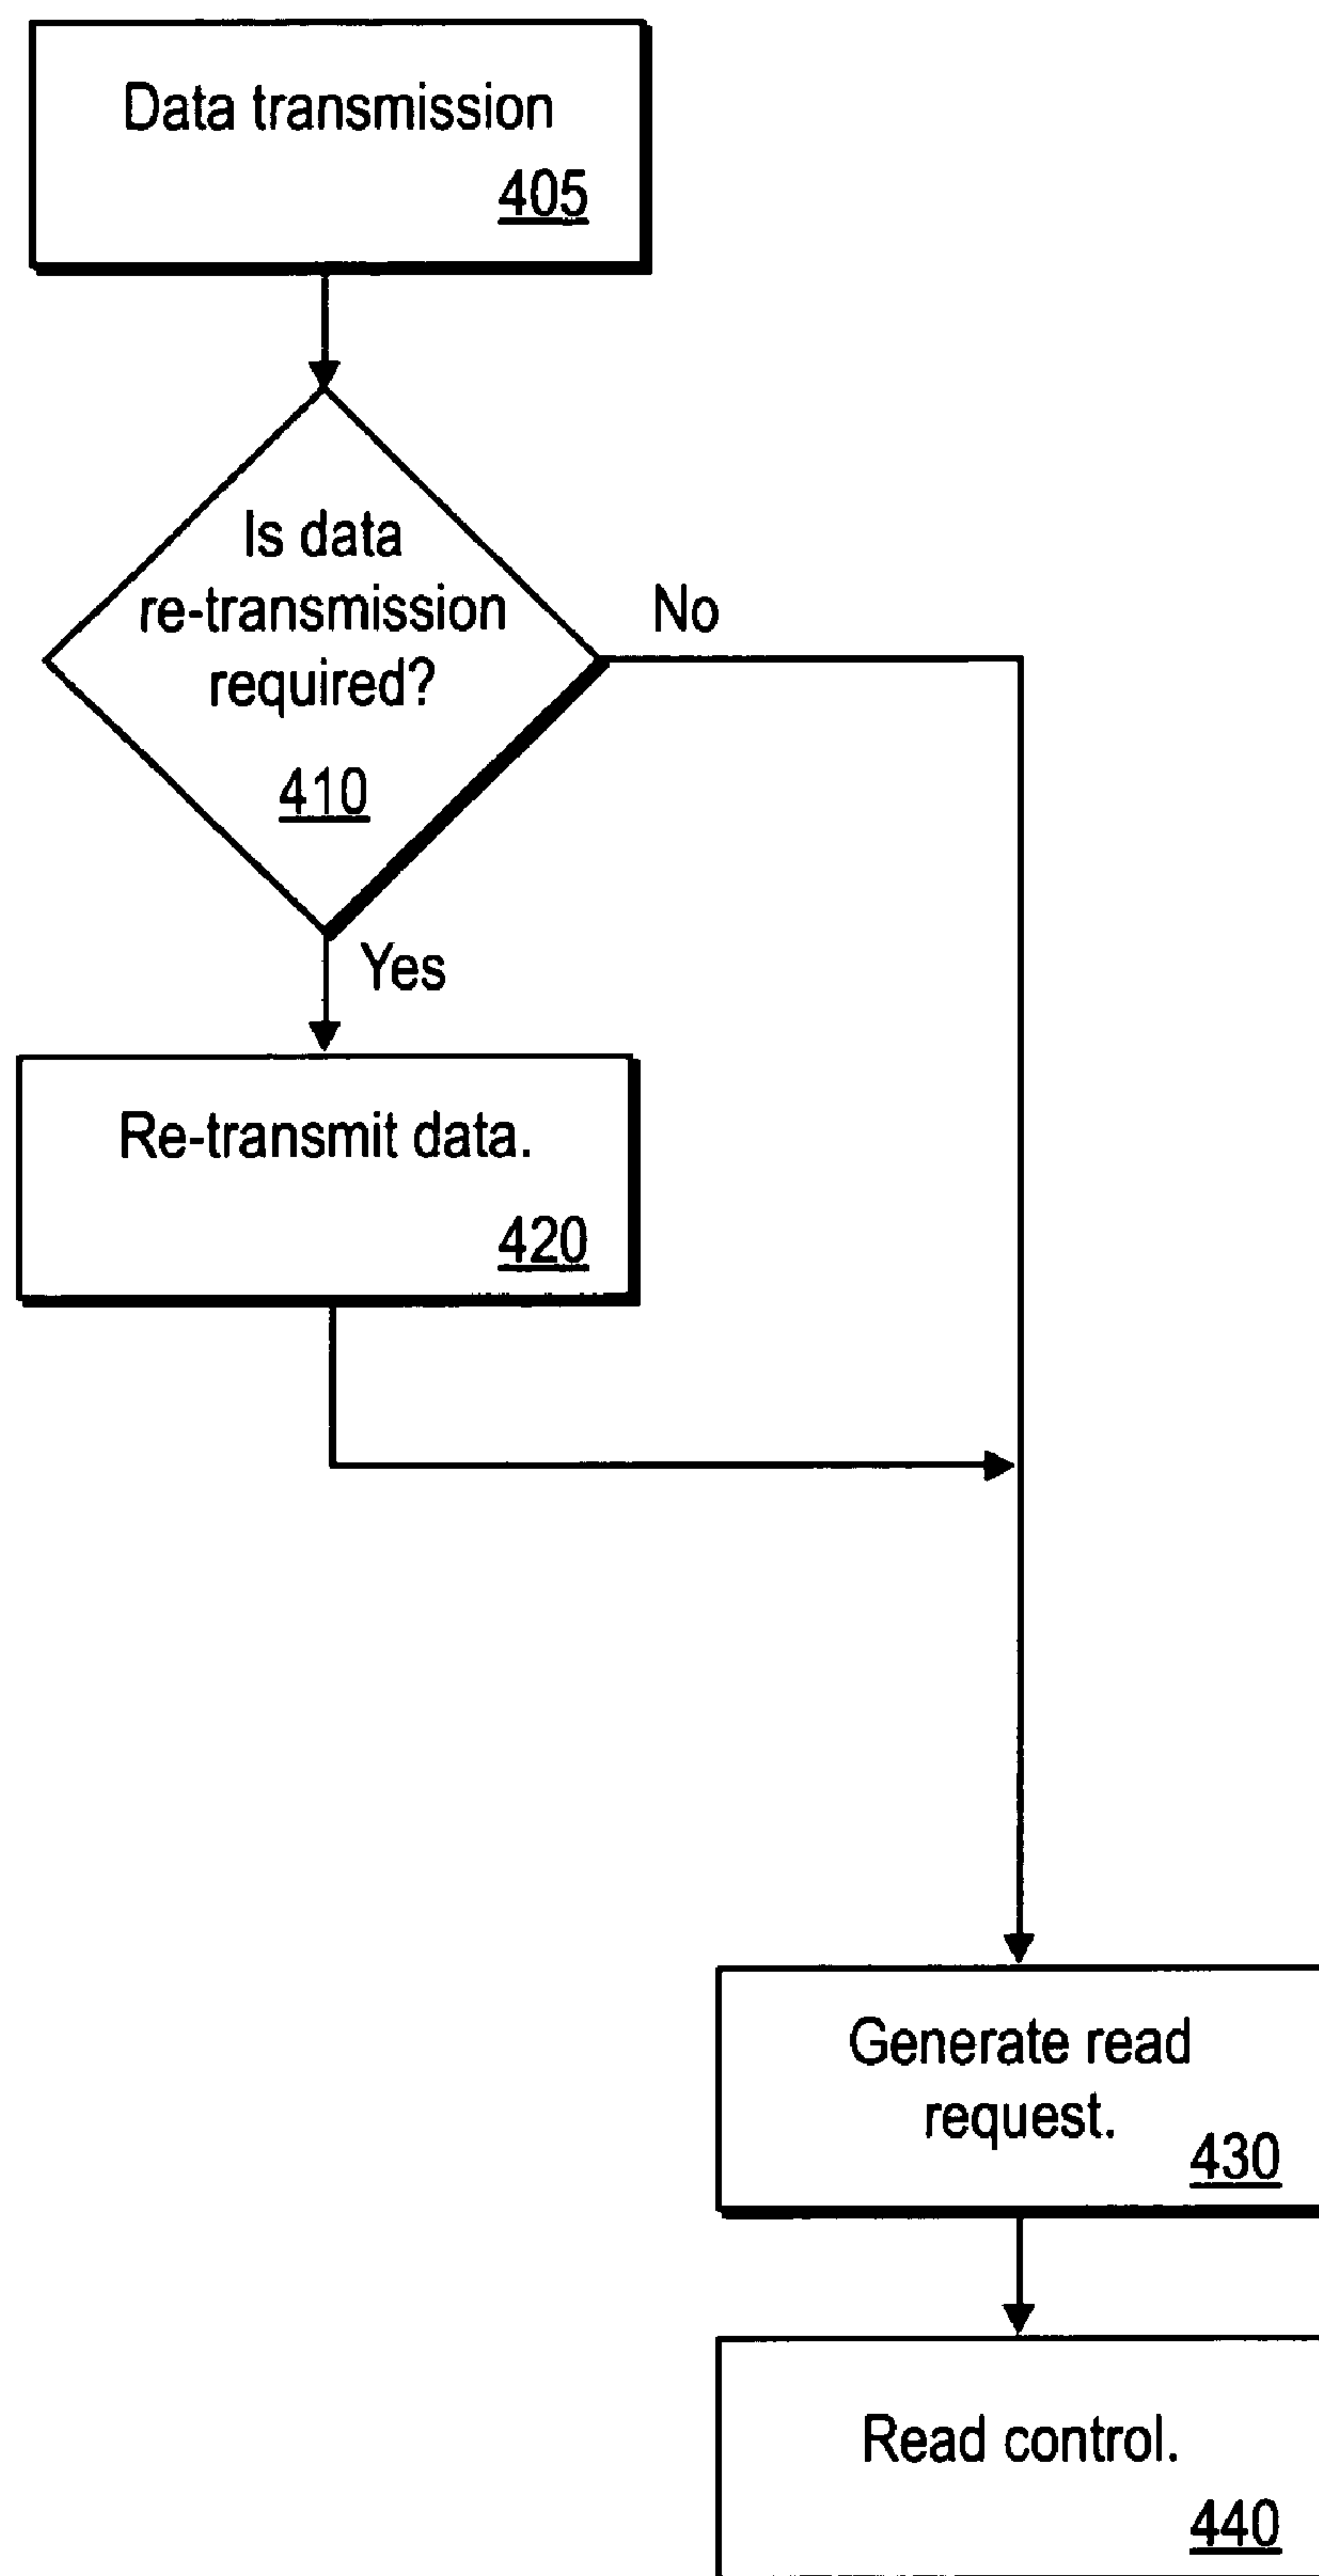 Data transmission
405
Is data
re-transmission
required?
410
No
Yes
Re-transmit data.
420
Generate read
request.
430
Read control.
440